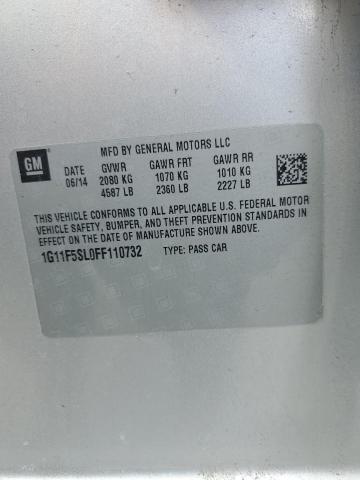 GM
MFD BY GENERAL MOTORS LLC
DATE GVWR GAWR FRT GAWR RR
06/14 2080 KG 1070 KG 1010 KG
4587 LB 2360 LB 2227 LB
THIS VEHICLE CONFORMS TO ALL APPLICABLE U.S. FEDERAL MOTOR
VEHICLE SAFETY, BUMPER, AND THEFT PREVENTION STANDARDS IN
EFFECT ON THE DATE OF MANUFACTURE SHOWN ABOVE.
1G11F5SL0FF110732 TYPE: PASS CAR